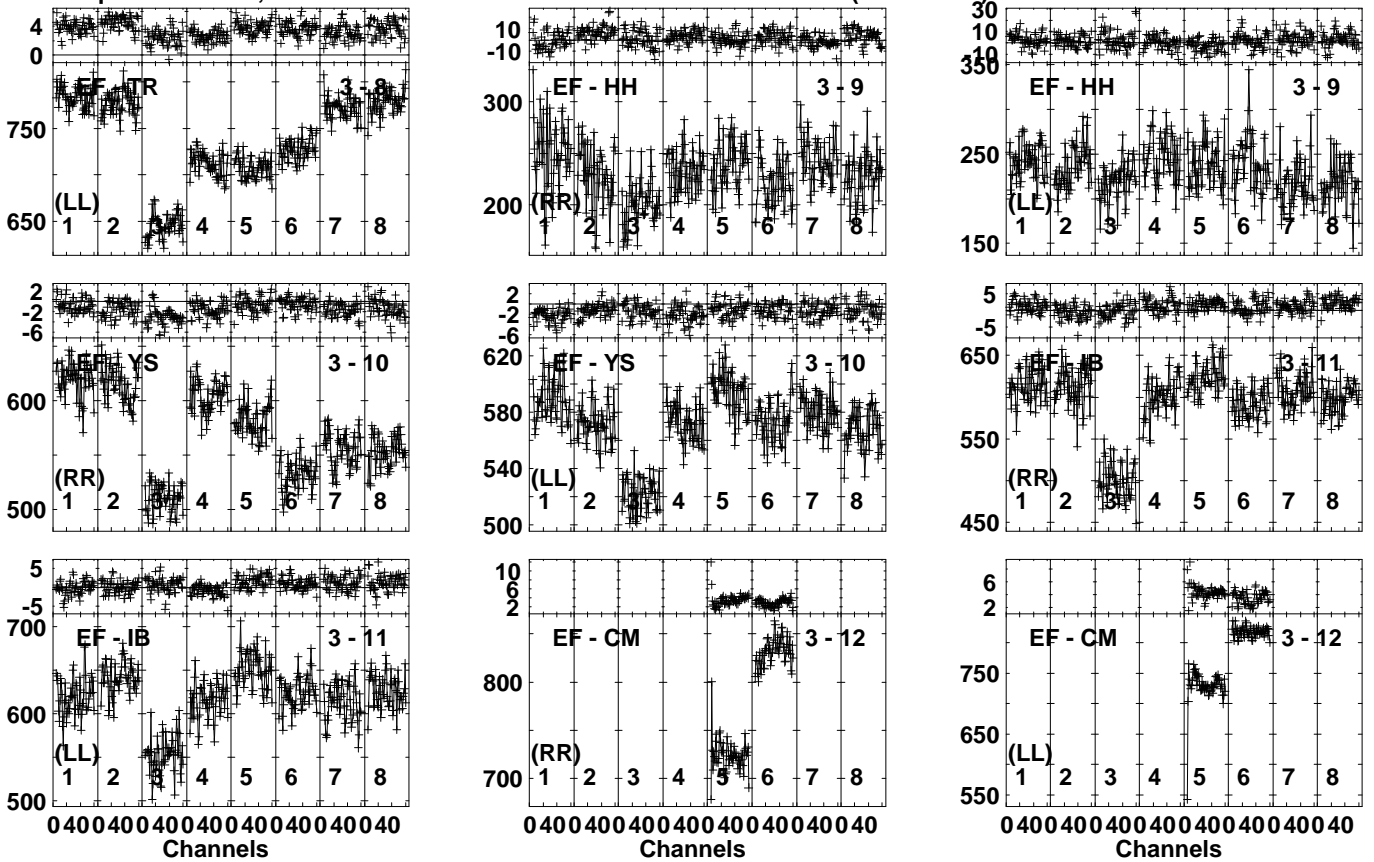 4
0
EF - TR 3 - 8
750
650
(LL)
1 2 3 4 5 6 7 8
10
-10
300
EF - HH 3 - 9
200
(RR)
1 2 3 4 5 6 7 8
30
10
-10
350
EF - HH 3 - 9
250
150
(LL)
1 2 3 4 5 6 7 8
2
-2
-6
EF - YS 3 - 10
600
500
(RR)
1 2 3 4 5 6 7 8
2
-2
-6
620
EF - YS 3 - 10
580
540
500
(LL)
1 2 3 4 5 6 7 8
5
-5
650
EF - IB 3 - 11
550
450
(RR)
1 2 3 4 5 6 7 8
5
-5
700
EF - IB 3 - 11
600
500
(LL)
1 2 3 4 5 6 7 8
0 40 0 40 0 40 0 40 0 40 0 40 0 40 0 40
Channels
10
6
2
EF - CM 3 - 12
800
700
(RR)
1 2 3 4 5 6 7 8
0 40 0 40 0 40 0 40 0 40 0 40 0 40 0 40
Channels
6
2
EF - CM 3 - 12
750
650
550
(LL)
1 2 3 4 5 6 7 8
0 40 0 40 0 40 0 40 0 40 0 40 0 40 0 40
Channels